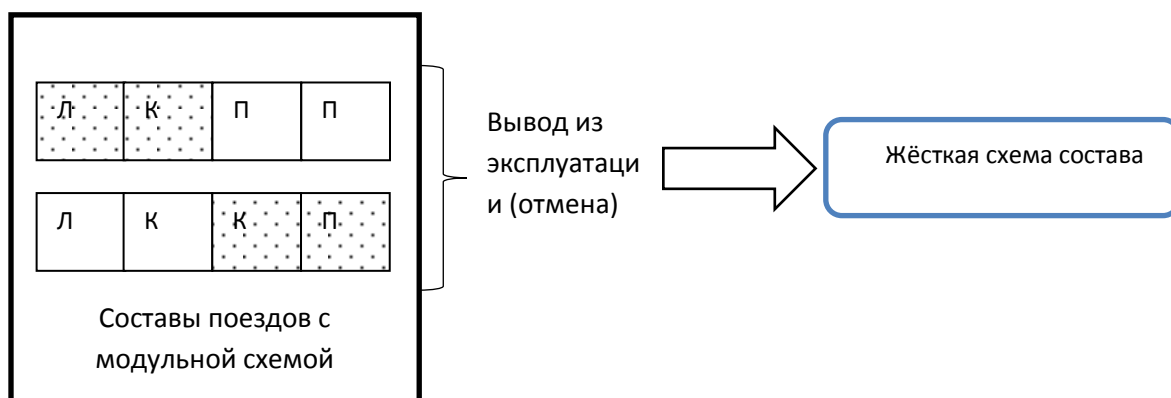 Л К П П
Л К К П
Составы поездов с
модульной схемой
Вывод из
эксплуатаци
и (отмена)
Жёсткая схема состава